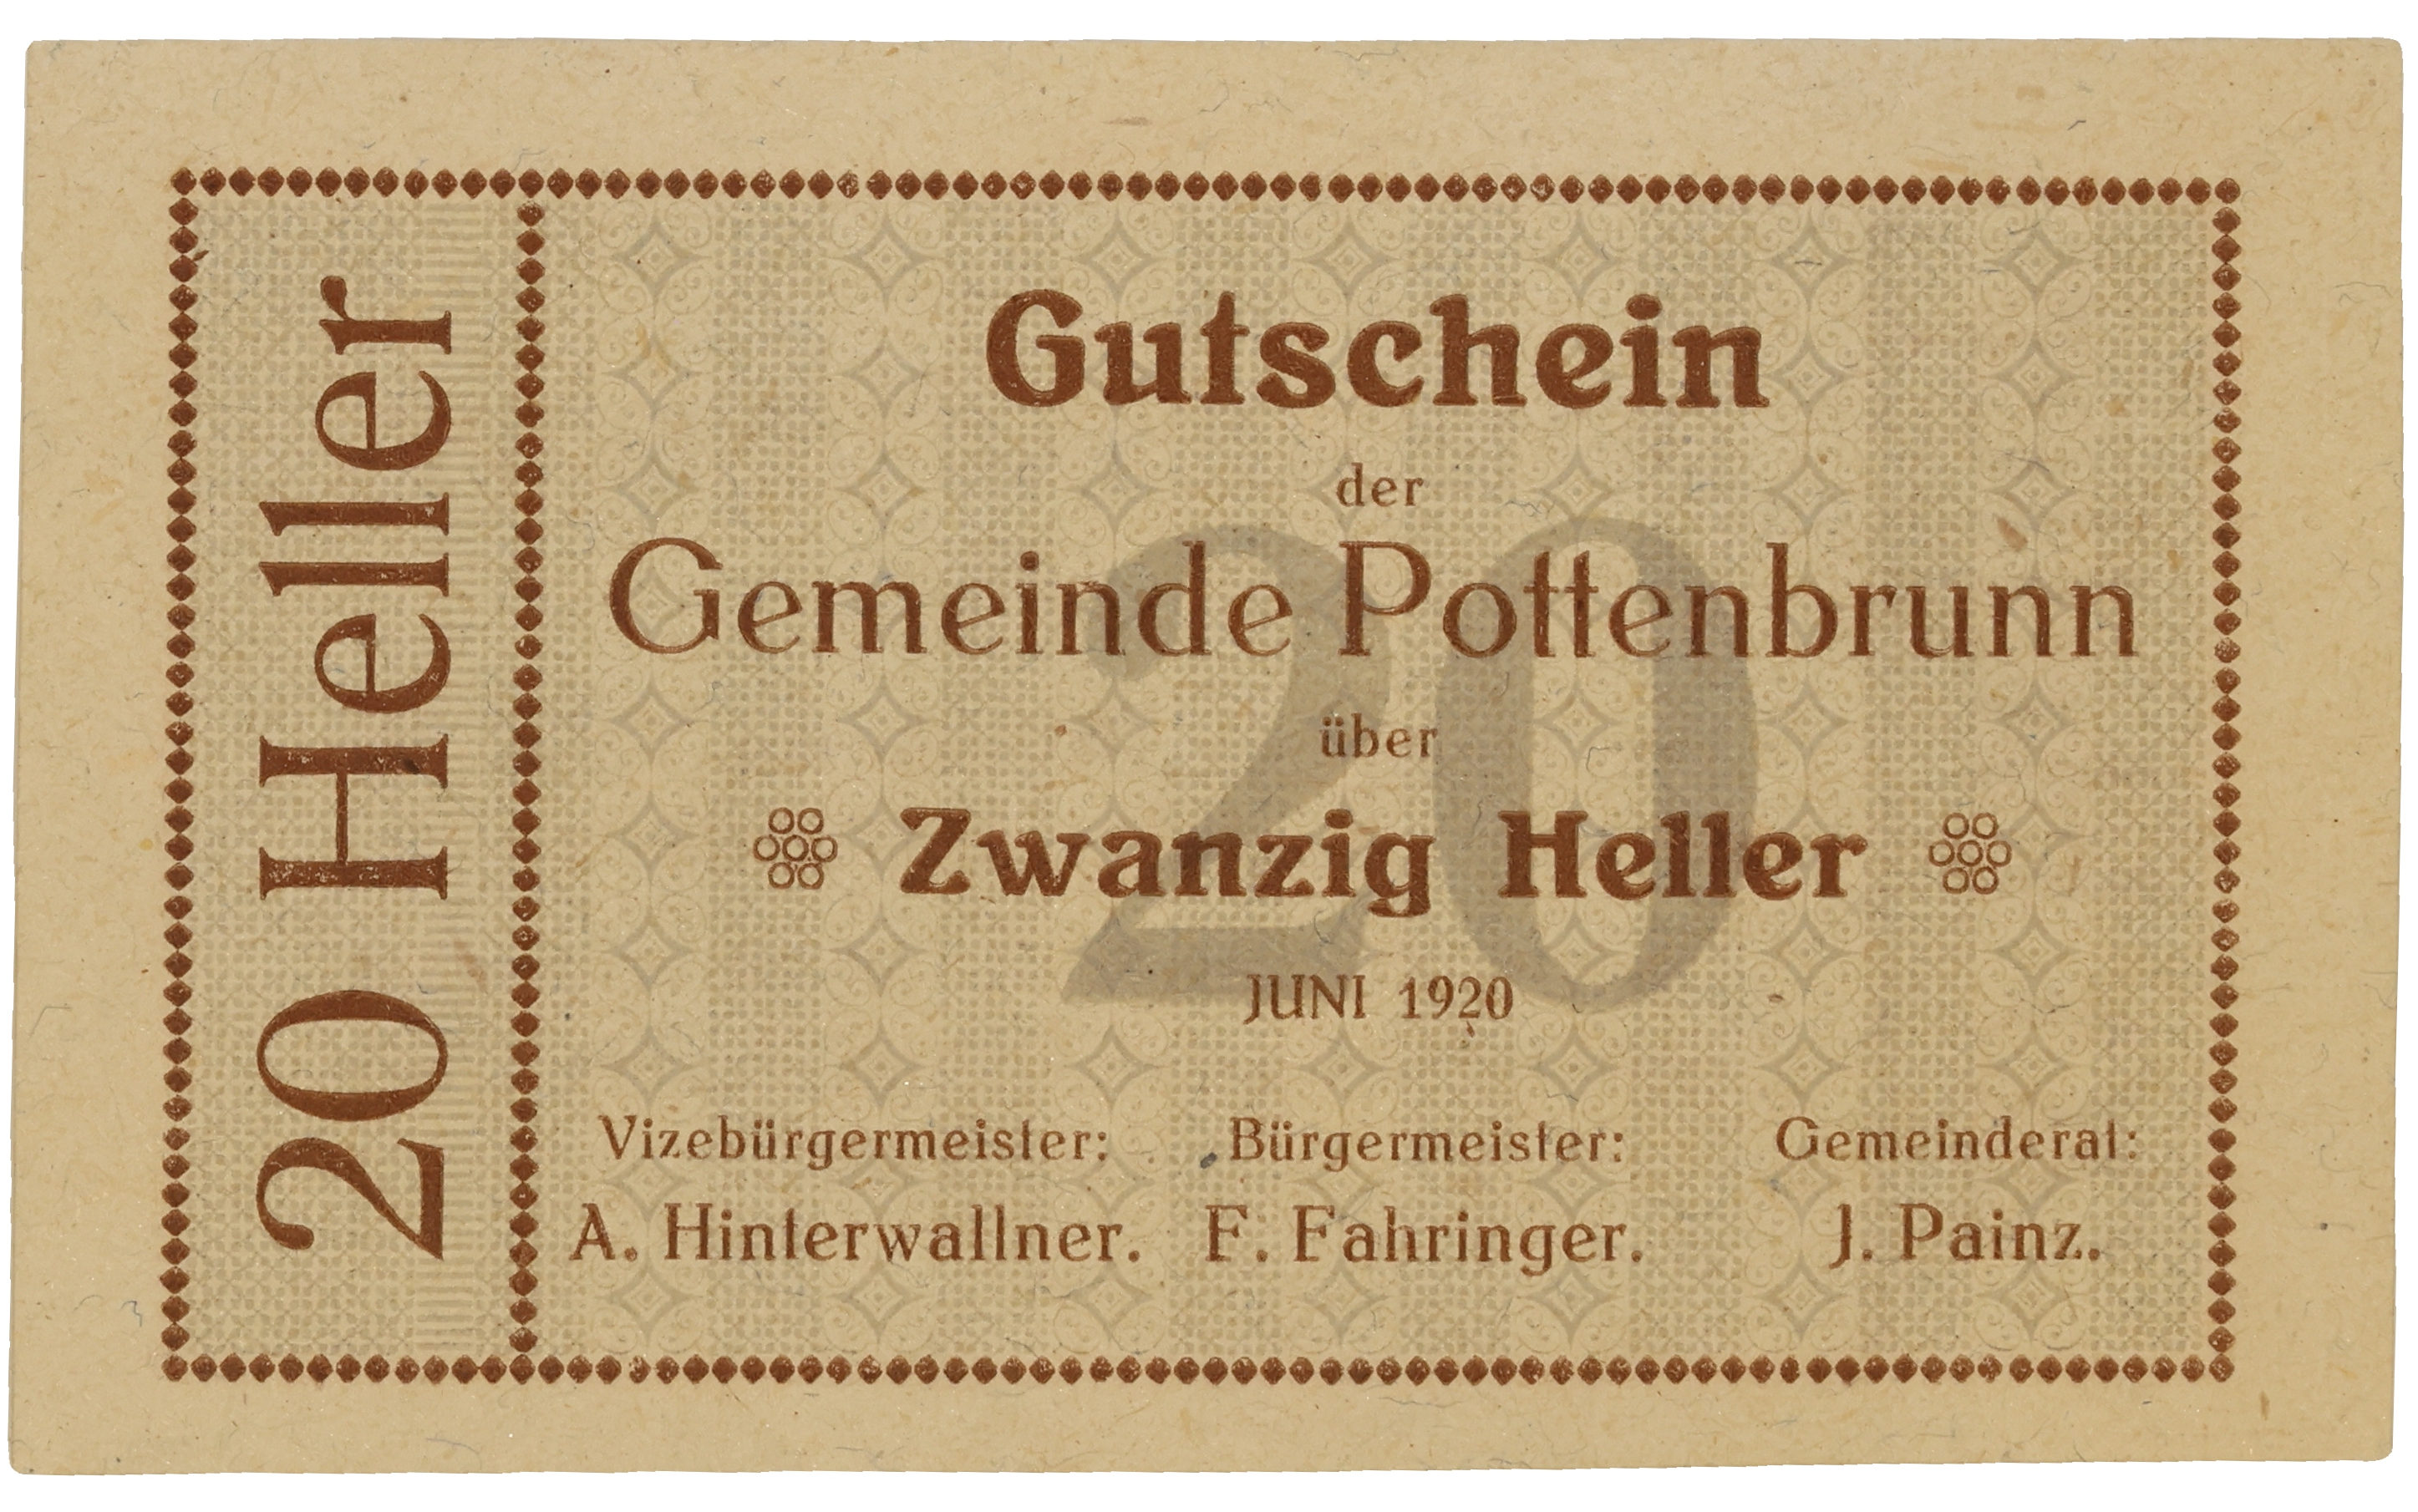 20 Heller
Gutschein
der
Gemeinde Pottenbrunn
über
20
Zwanzig Heller
JUNI 1920
Vizebürgermeister: Bürgermeister: Gemeinderat:
A. Hinterwallner. F. Fahringer. J. Painz.